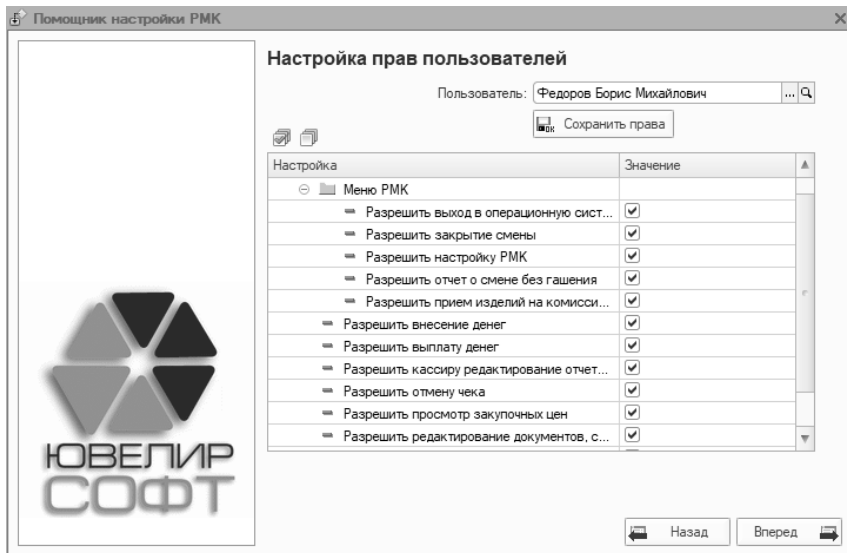 Помощник настройки РМК
Настройка прав пользователей
Пользователь: Федоров Борис Михайлович ...
Сохранить права
Настройка Значение
Меню РМК
Разрешить выход в операционную сист...
Разрешить закрытие смены
Разрешить настройку РМК
Разрешить отчет о смене без гашения
Разрешить прием изделий на комисси...
Разрешить внесение денег
Разрешить выплату денег
Разрешить кассиру редактирование отчет...
Разрешить отмену чека
Разрешить просмотр закупочных цен
Разрешить редактирование документов, с...
ЮВЕЛИР
СОФТ
Назад Вперед